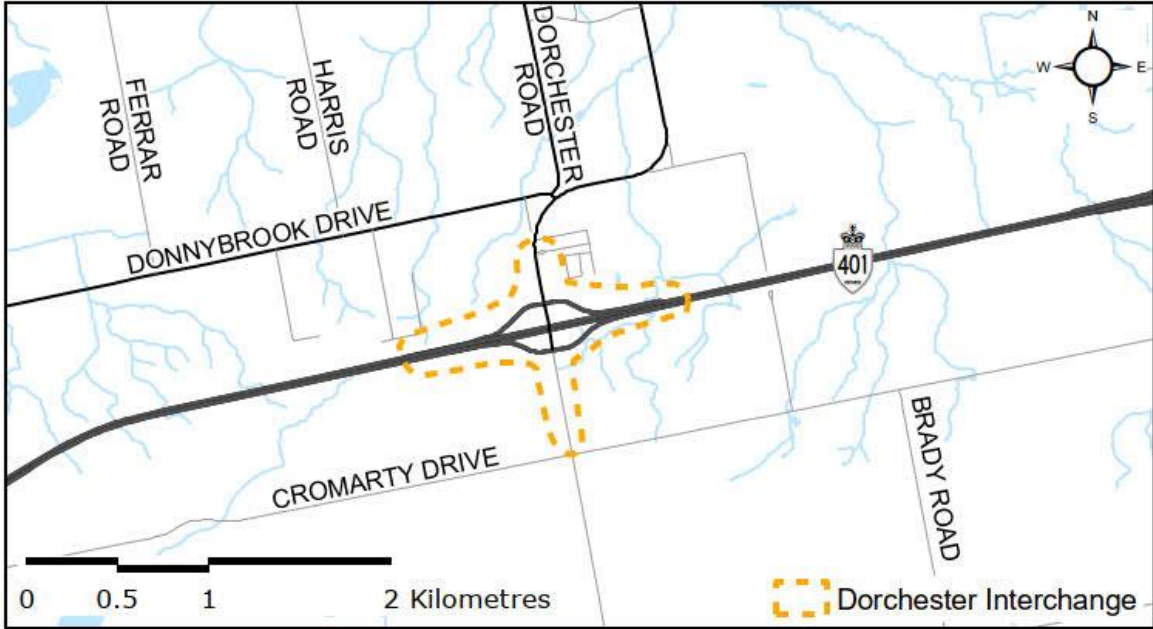 FERRAR
ROAD
HARRIS
ROAD
DORCHESTER
ROAD
N
W
E
S
DONNYBROOK DRIVE
401
CROMARTY DRIVE
BRADY ROAD
0 0.5 1 2 Kilometres
Dorchester Interchange